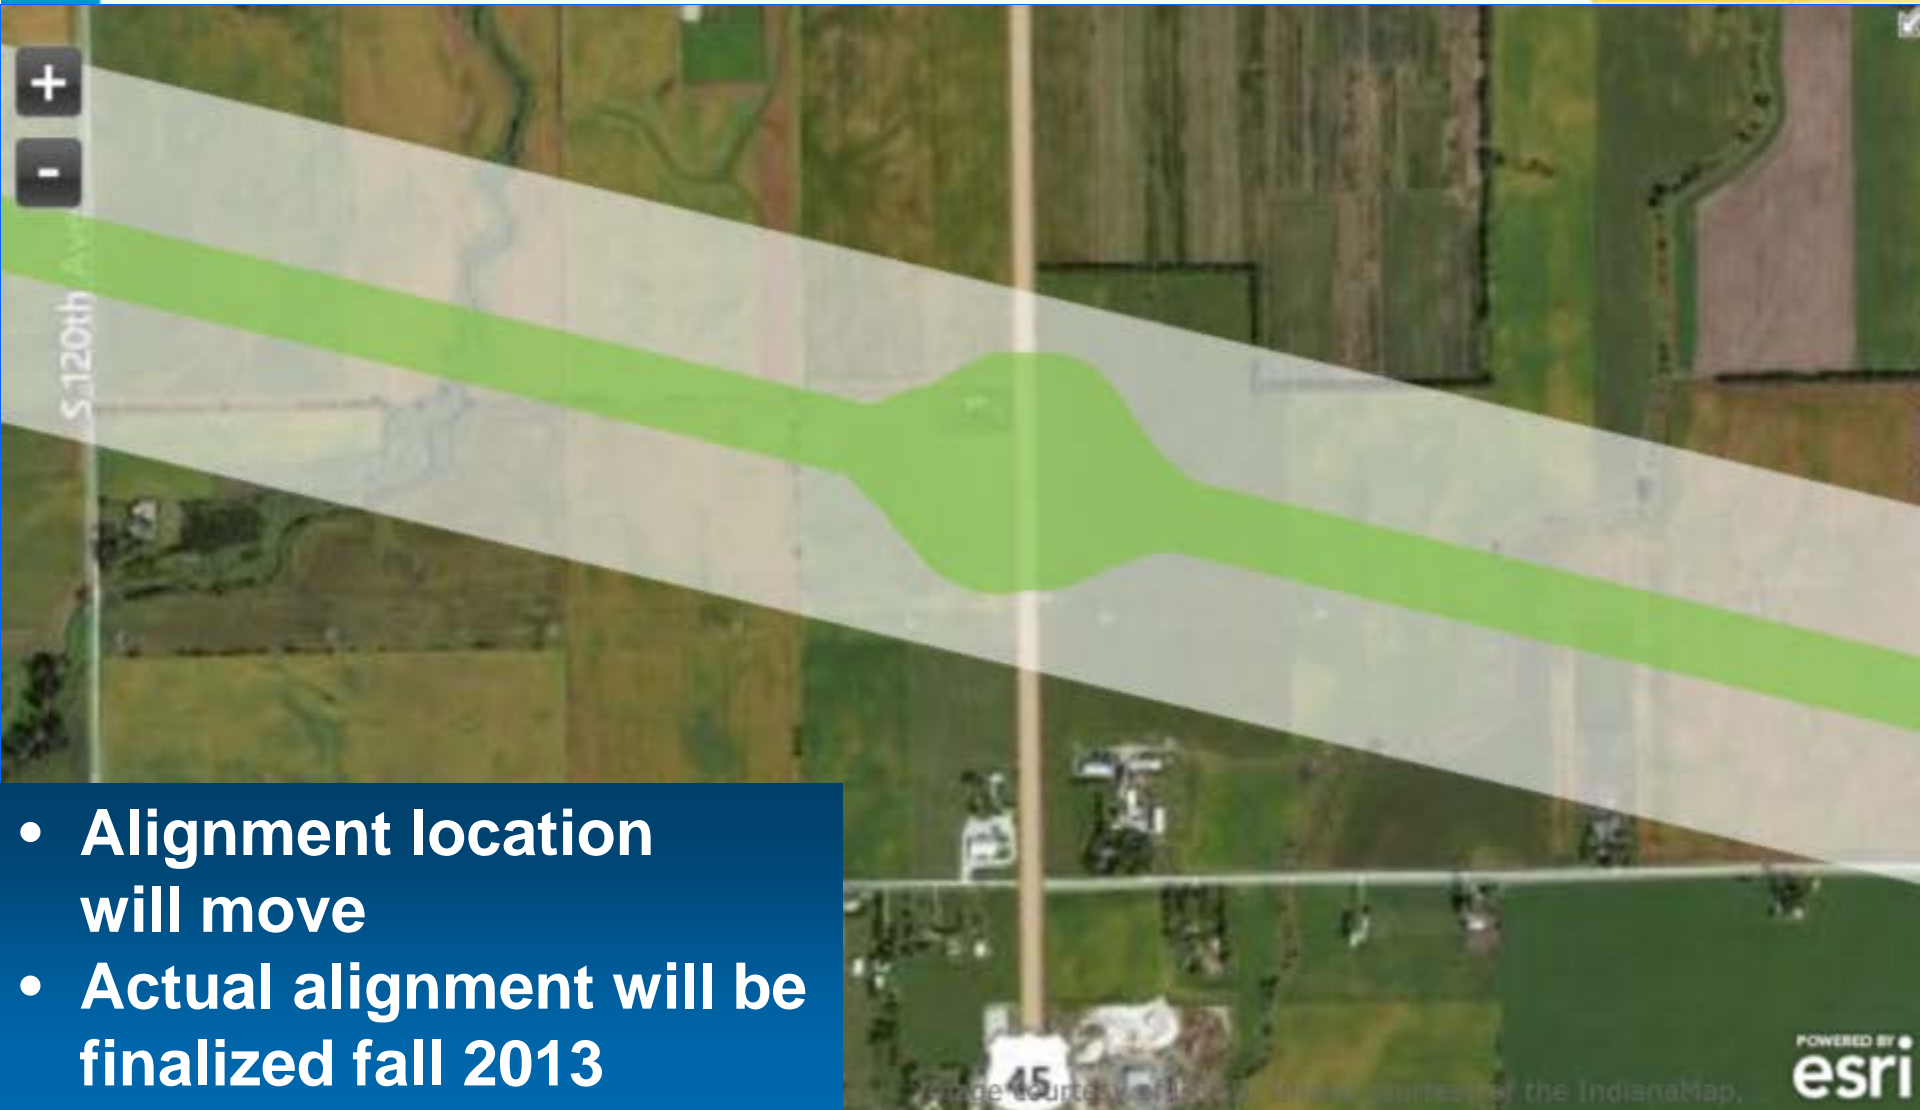 +
-
S 120th Ave
• Alignment location
will move
• Actual alignment will be
finalized fall 2013
45
of the IndianaMap,
POWERED BY
esri